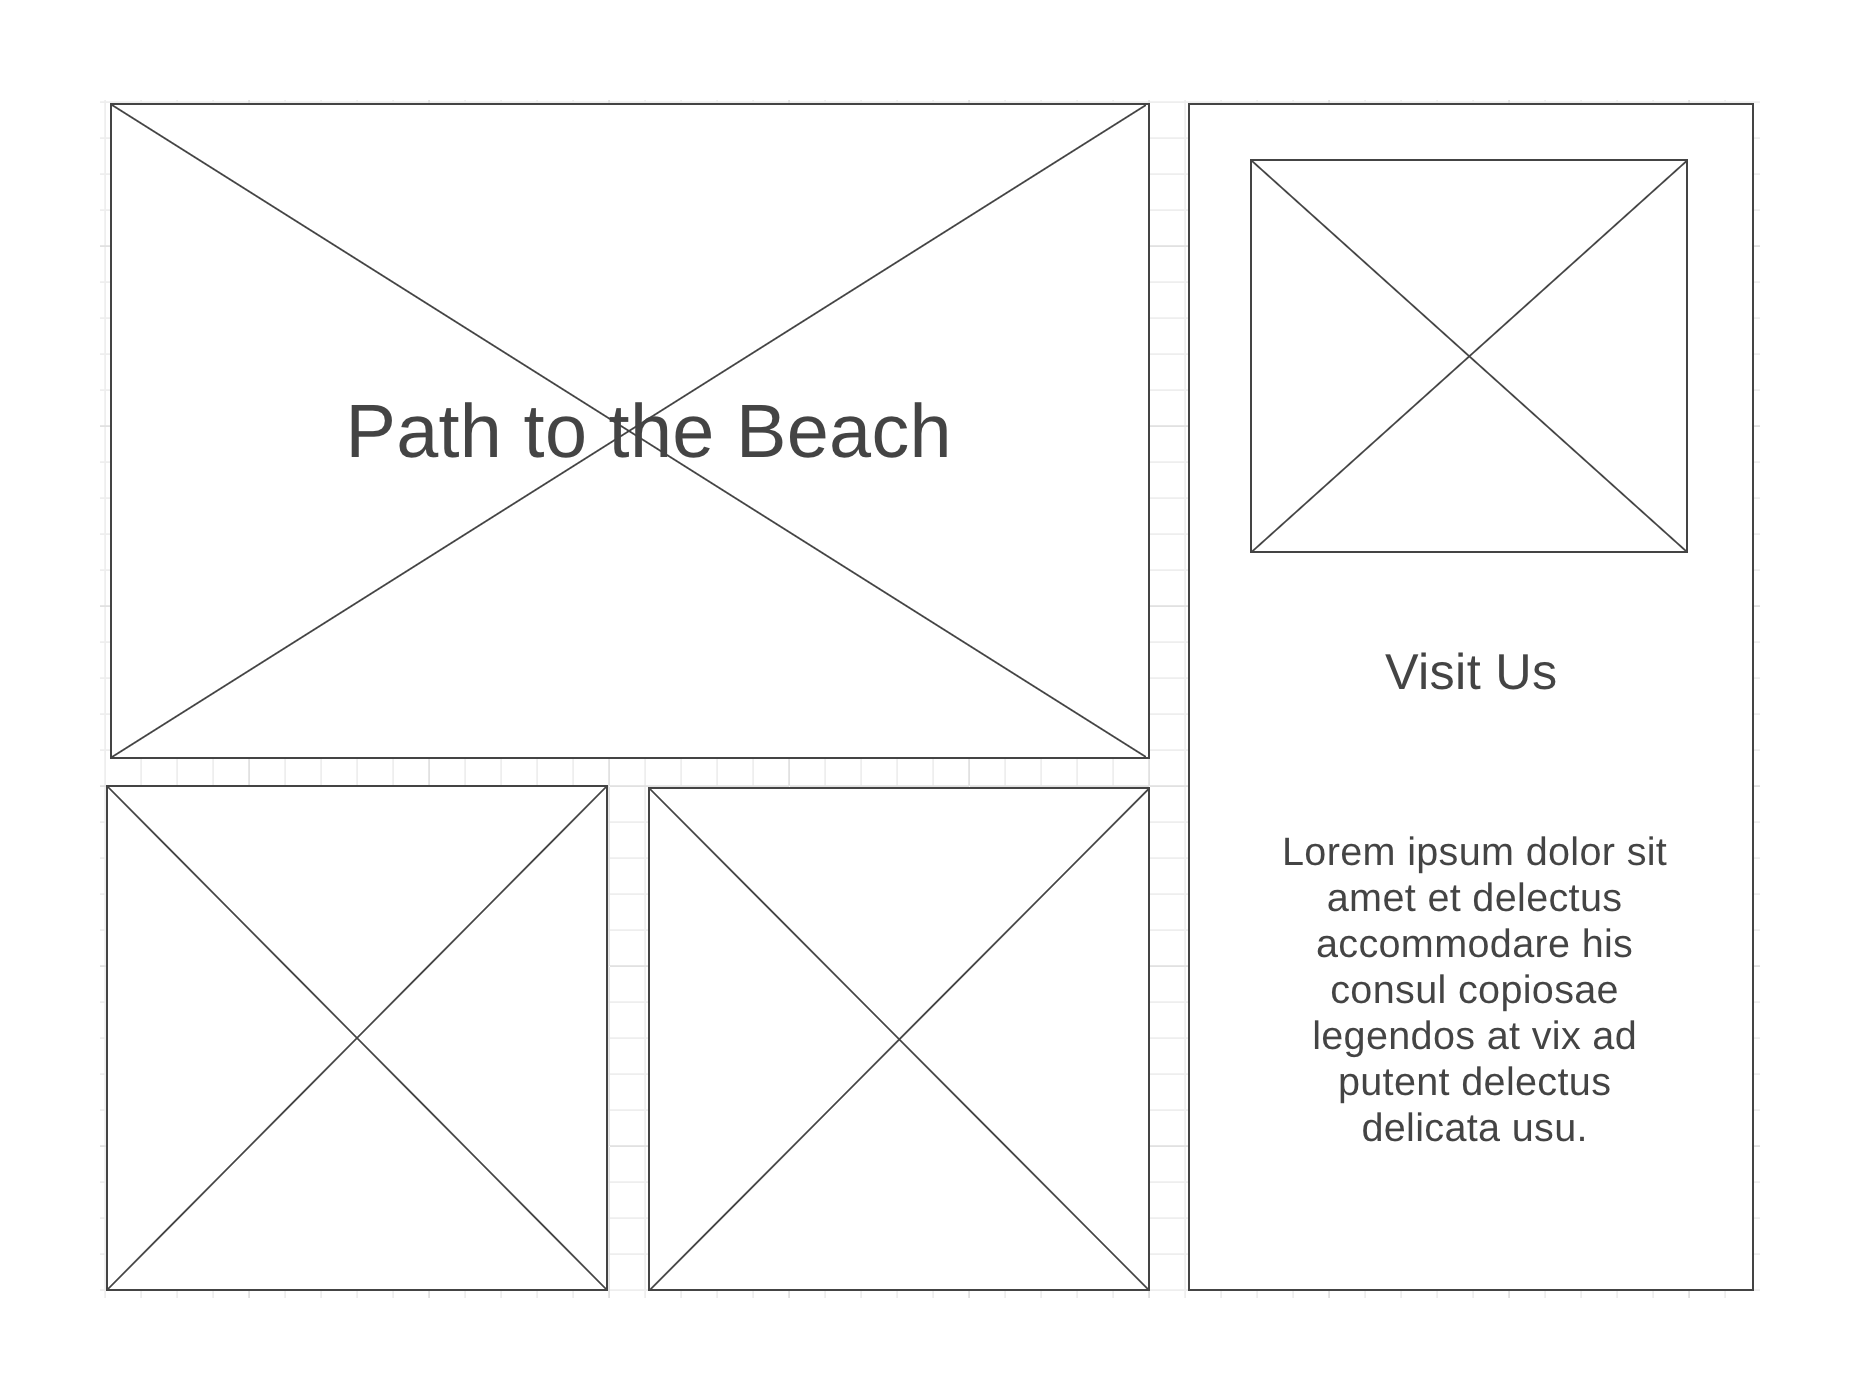 Path to the Beach
Visit Us
Lorem ipsum dolor sit
amet et delectus
accommodare his
consul copiosae
legendos at vix ad
putent delectus
delicata usu.